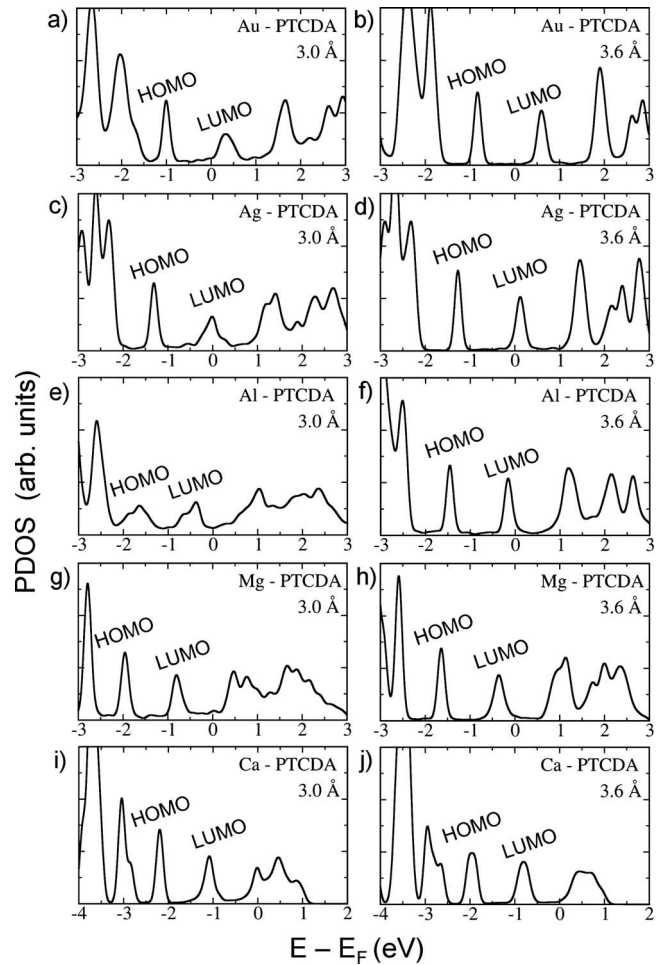 a)
Au - PTCDA
3.0 Å
HOMO
LUMO
-3 -2 -1 0 1 2 3
b)
Au - PTCDA
3.6 Å
HOMO
LUMO
-3 -2 -1 0 1 2 3
c)
Ag - PTCDA
3.0 Å
HOMO
LUMO
-3 -2 -1 0 1 2 3
d)
Ag - PTCDA
3.6 Å
HOMO
LUMO
-3 -2 -1 0 1 2 3
e)
Al - PTCDA
3.0 Å
HOMO
LUMO
-3 -2 -1 0 1 2 3
f)
Al - PTCDA
3.6 Å
HOMO
LUMO
-3 -2 -1 0 1 2 3
g)
Mg - PTCDA
3.0 Å
HOMO
LUMO
-3 -2 -1 0 1 2 3
h)
Mg - PTCDA
3.6 Å
HOMO
LUMO
-3 -2 -1 0 1 2 3
i)
Ca - PTCDA
3.0 Å
HOMO
LUMO
-4 -3 -2 -1 0 1 2
j)
Ca - PTCDA
3.6 Å
HOMO
LUMO
-4 -3 -2 -1 0 1 2
PDOS (arb. units)
E – E_F (eV)